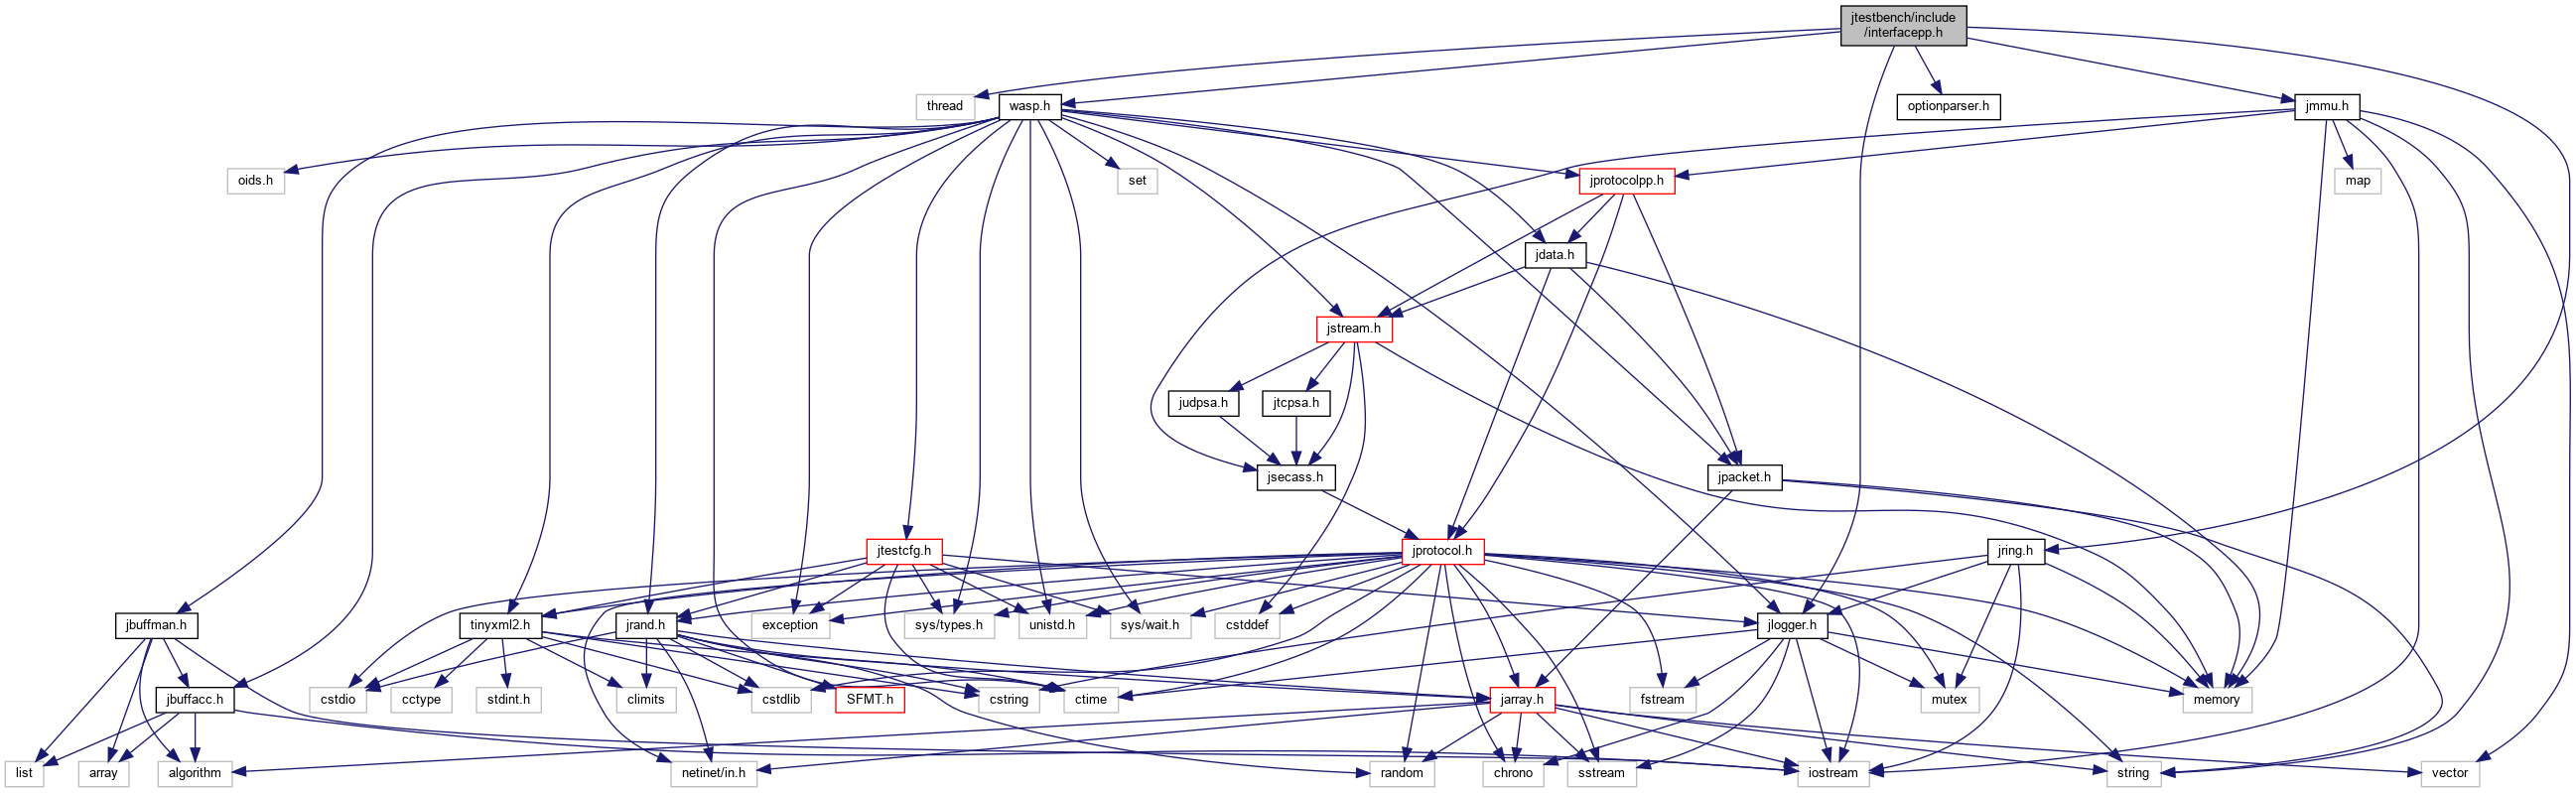 jtestbench/include
/interfacepp.h
thread
wasp.h
optionparser.h
jmmu.h
oids.h
set
jprotocolpp.h
map
jdata.h
jstream.h
judpsa.h
jtcpsa.h
jsecass.h
jpacket.h
jtestcfg.h
jprotocol.h
jring.h
jbuffman.h
tinyxml2.h
jrand.h
exception
sys/types.h
unistd.h
sys/wait.h
cstddef
jlogger.h
jbuffacc.h
cstdio
cctype
stdint.h
climits
cstdlib
SFMT.h
cstring
ctime
jarray.h
fstream
mutex
memory
list
array
algorithm
netinet/in.h
random
chrono
sstream
iostream
string
vector